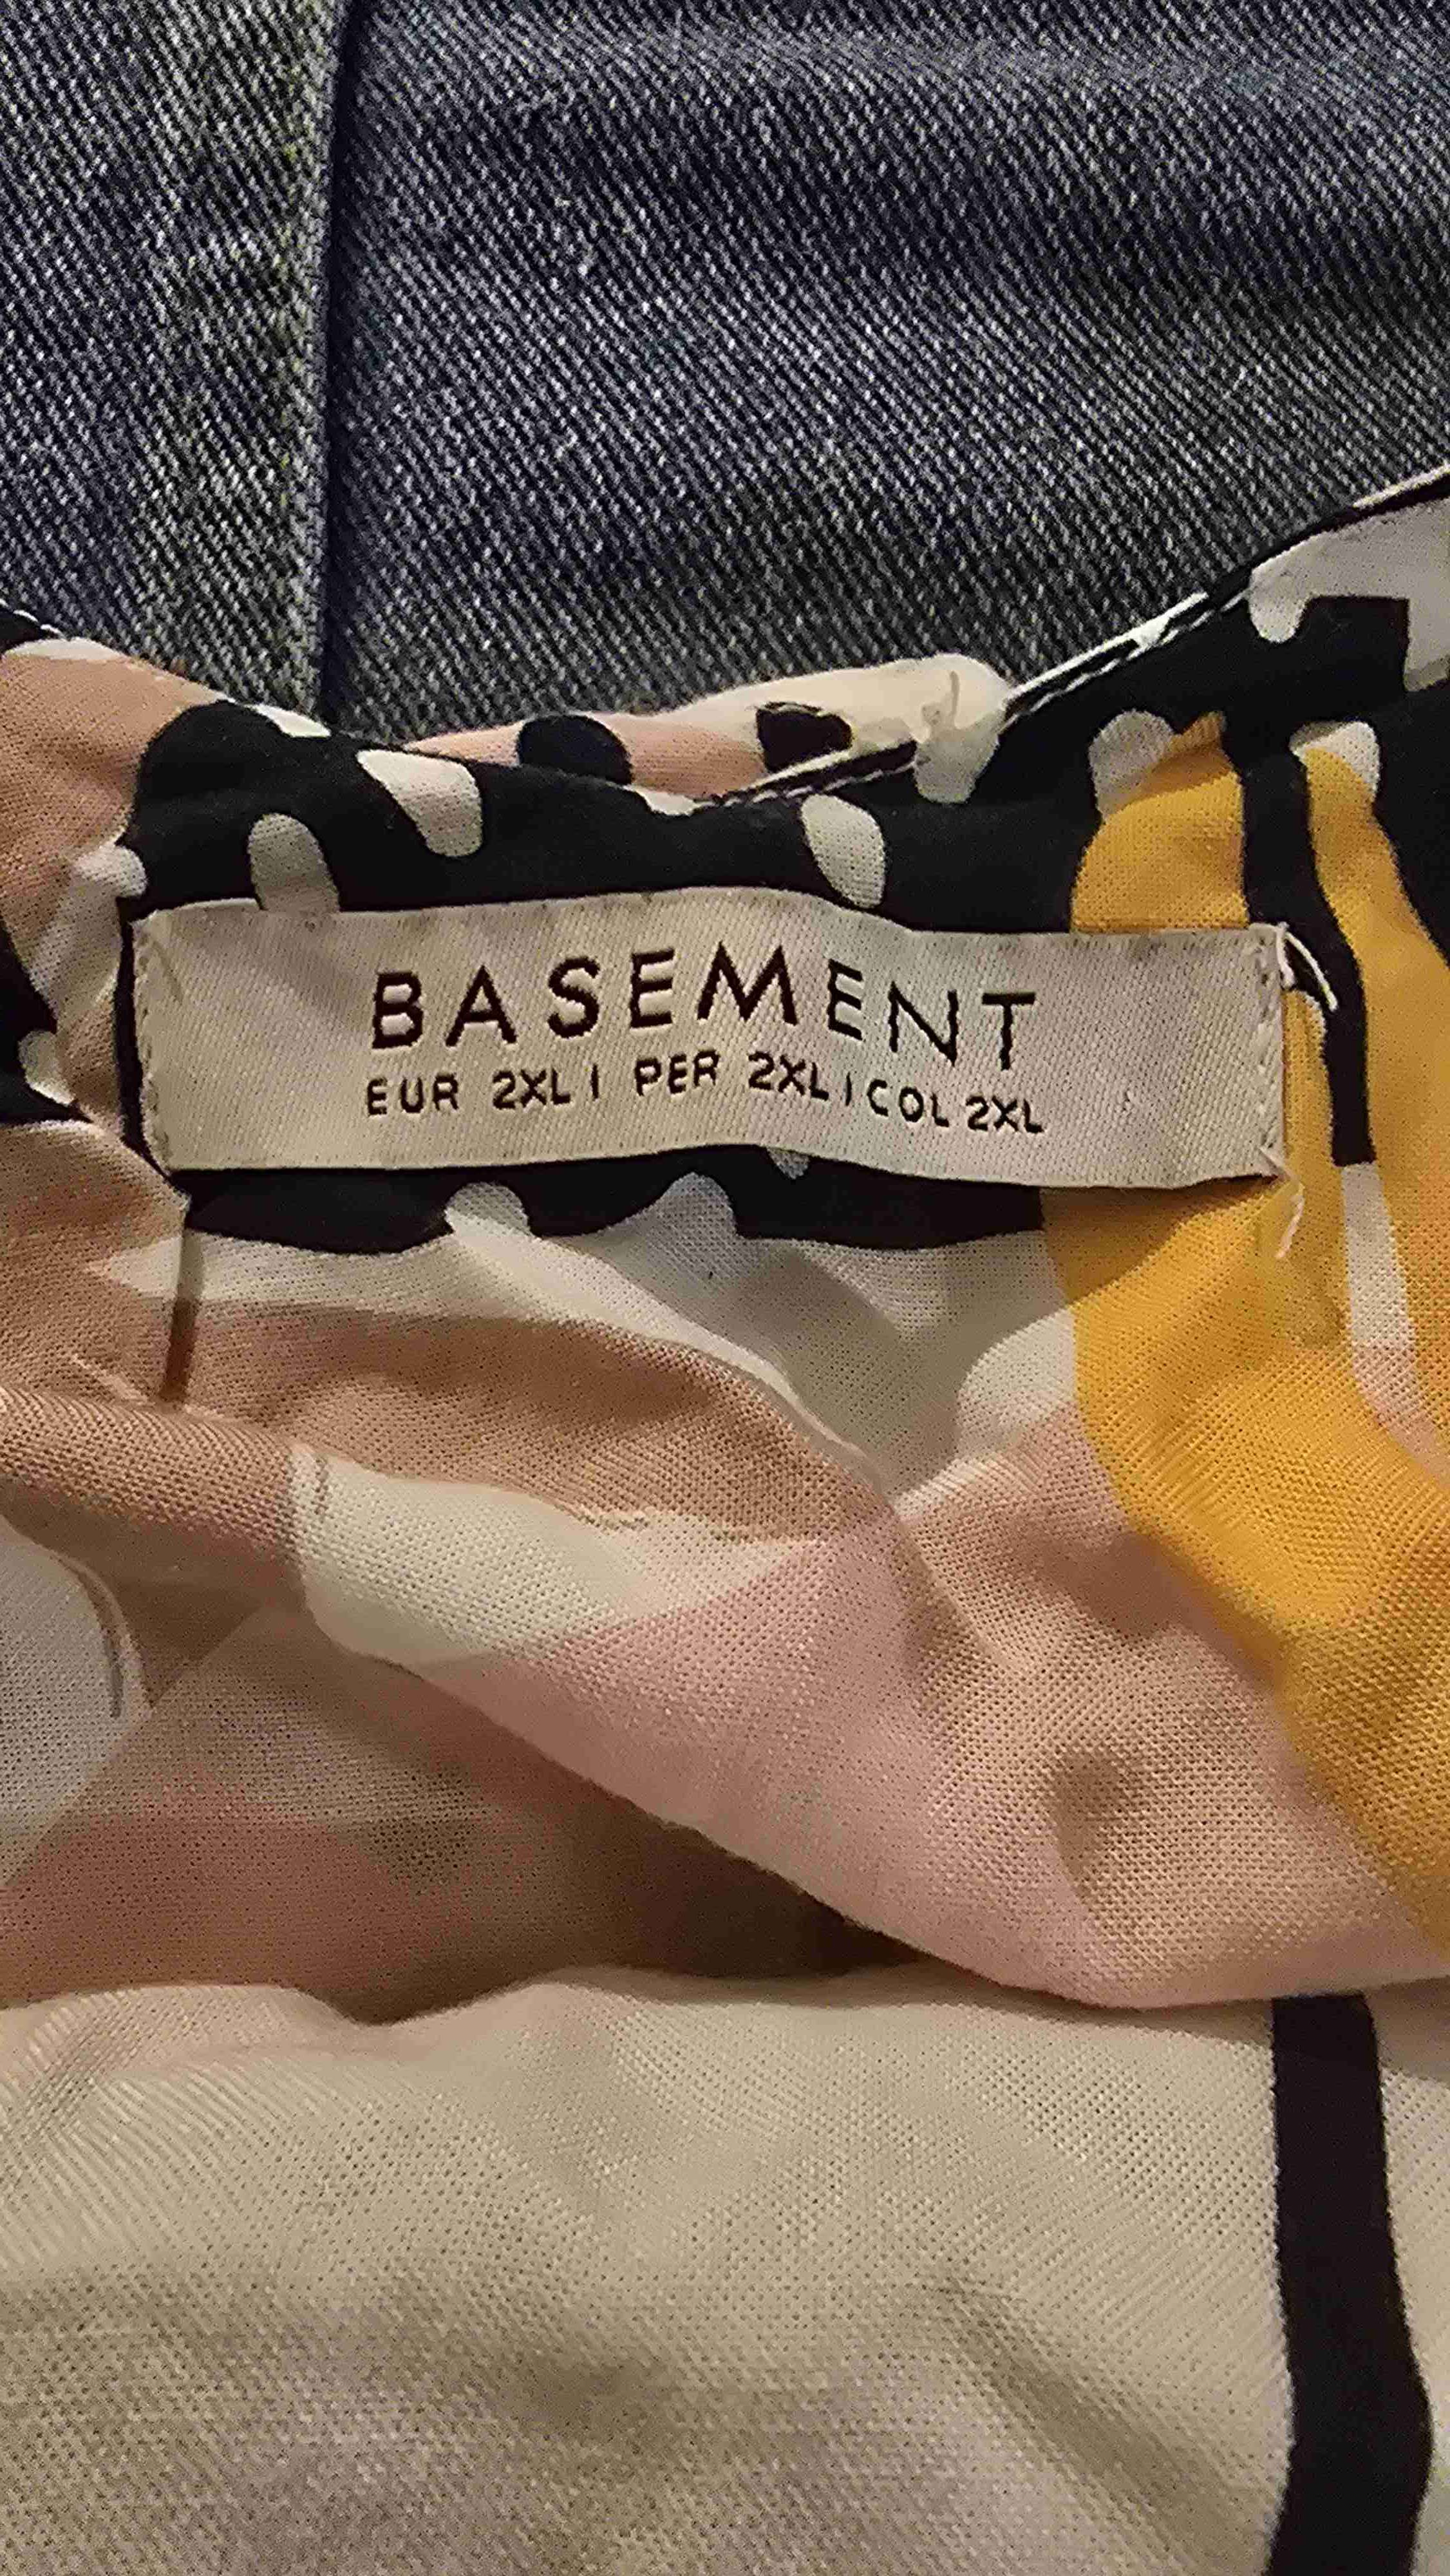 BASEMENT
EUR 2XL | PER 2XL | COL 2XL